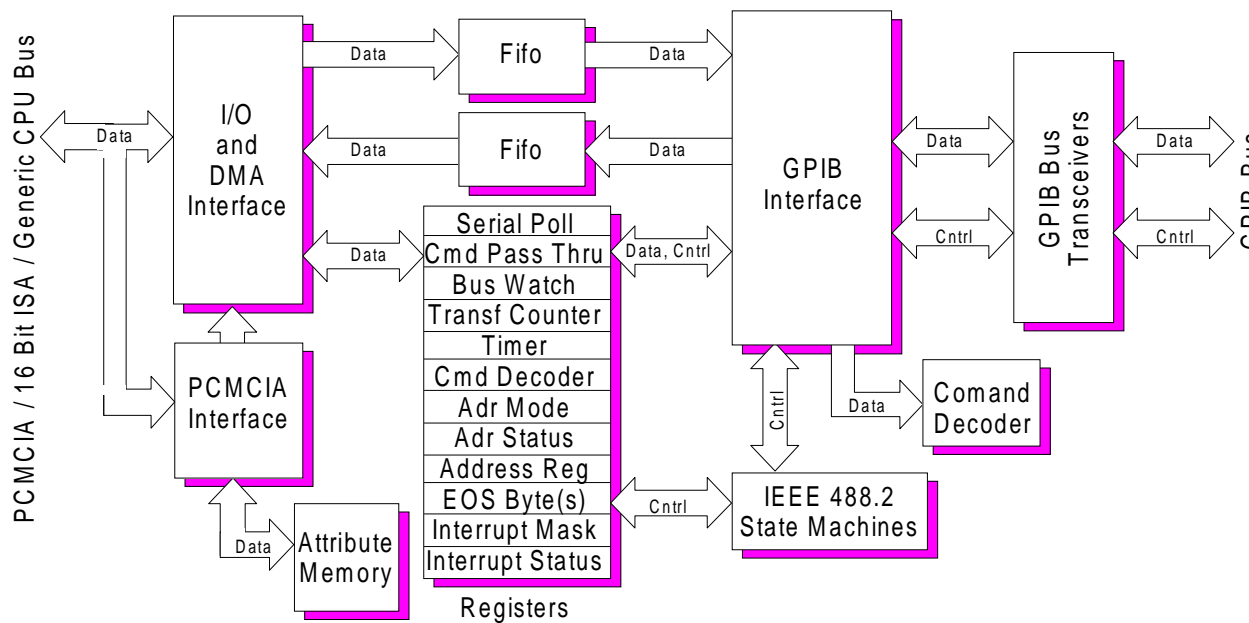 PCMCIA / 16 Bit ISA / Generic CPU Bus
Data
I/O
and
DMA
Interface
Data
Fifo
Data
Data
Fifo
Data
Data
GPIB
Interface
Data
Cntrl
GPIB Bus
Transceivers
Data
Cntrl
GPIB Bus
Serial Poll
Cmd Pass Thru
Bus Watch
Transf Counter
Timer
Cmd Decoder
Adr Mode
Adr Status
Address Reg
EOS Byte(s)
Interrupt Mask
Interrupt Status
Registers
Data, Cntrl
PCMCIA
Interface
Data
Attribute
Memory
Cntrl
Data
Comand
Decoder
Cntrl
IEEE 488.2
State Machines